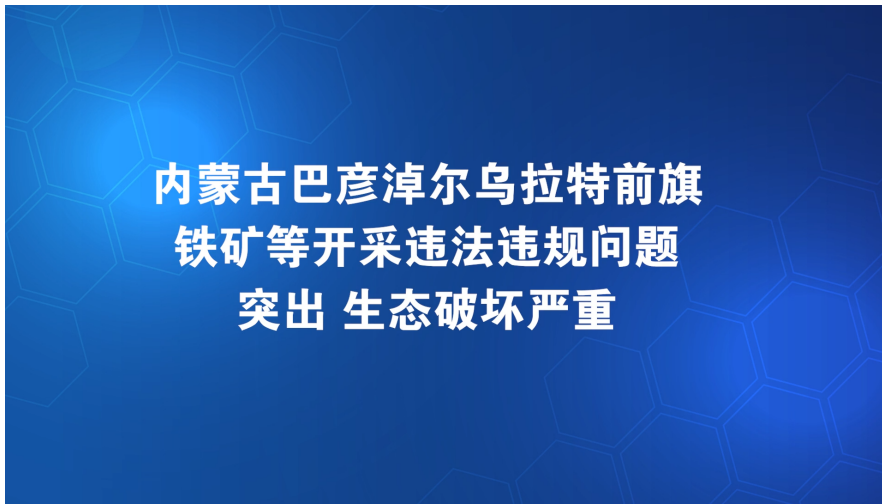 内蒙古巴彦淖尔乌拉特前旗
铁矿等开采违法违规问题
突出 生态破坏严重